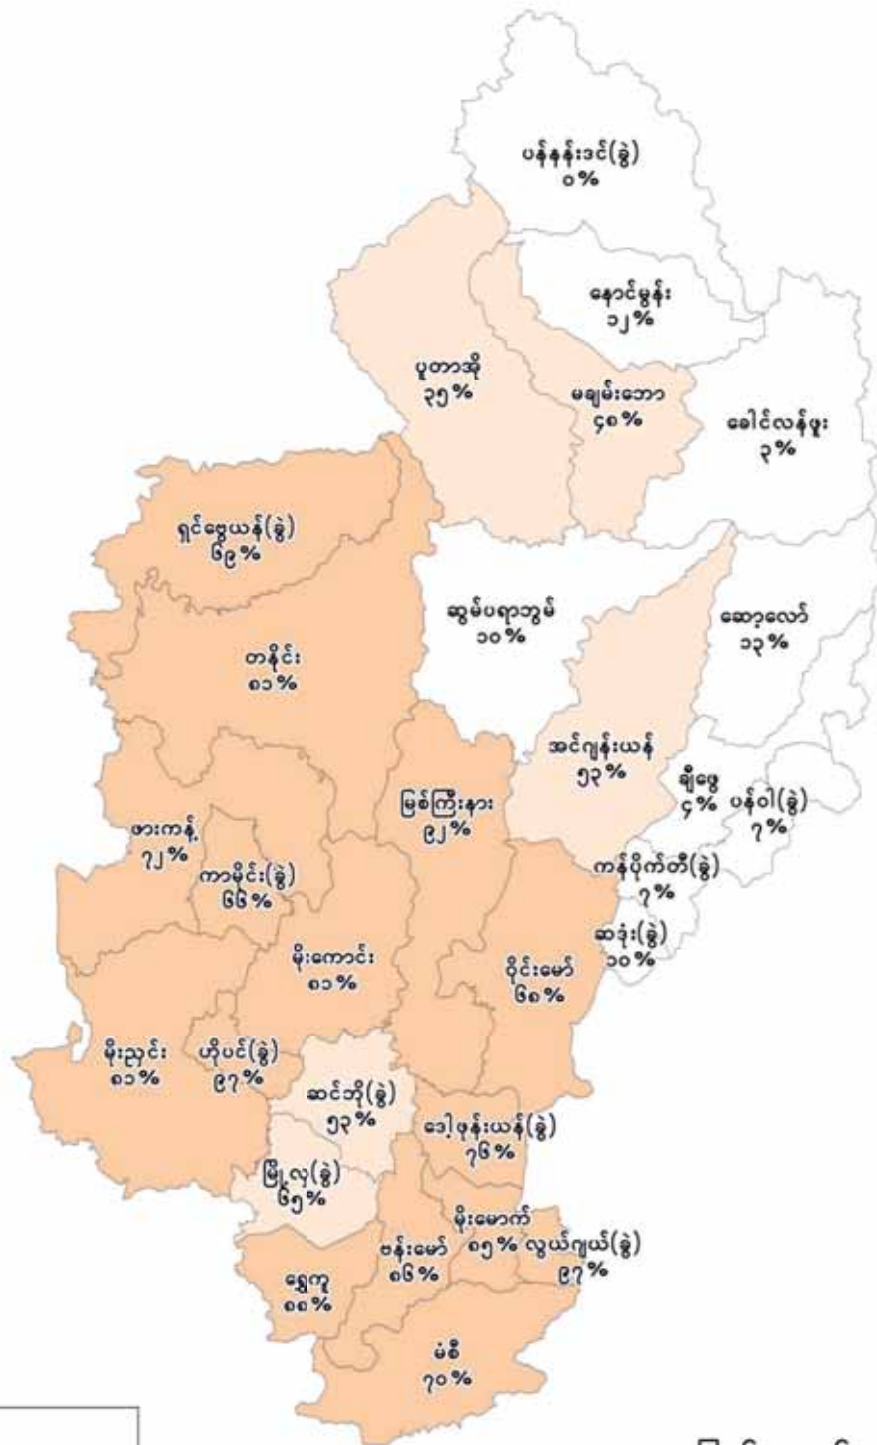 ပန်နန်းဒင်(ခွဲ)
၀%
နောင်မွန်း
၁၂%
ပူတာအို
၃၅%
မချမ်းဘော
၄၈%
ခေါင်လန်ဖူး
၃%
ရှင်ဗွေယန်(ခွဲ)
၆၉%
ဆွမ်ပရာဘွမ်
၁၀%
ဆော့လော်
၁၃%
တနိုင်း
၈၁%
အင်ဂျန်းယန်
၅၃%
ချီဖွေ
၄%
ပန်ဝါ(ခွဲ)
၇%
မြစ်ကြီးနား
၉၂%
ဖားကန့်
၇၂%
ကာမိုင်း(ခွဲ)
၆၆%
ကန်ပိုက်တီ(ခွဲ)
၇%
ဆဒုံး(ခွဲ)
၁၀%
မိုးကောင်း
၈၁%
ဝိုင်းမော်
၆၈%
မိုးညှင်း
၈၁%
ဟိုပင်(ခွဲ)
၉၇%
ဆင်ဘို(ခွဲ)
၅၃%
ဒေါ့ဖုန်းယန်(ခွဲ)
၇၆%
မြို့လှ(ခွဲ)
၆၅%
မိုးမောက်
၈၅%
လွယ်ဂျယ်(ခွဲ)
၉၇%
ဗန်းမော်
၈၆%
ရွှေကူ
၈၈%
မံစီ
၇၀%